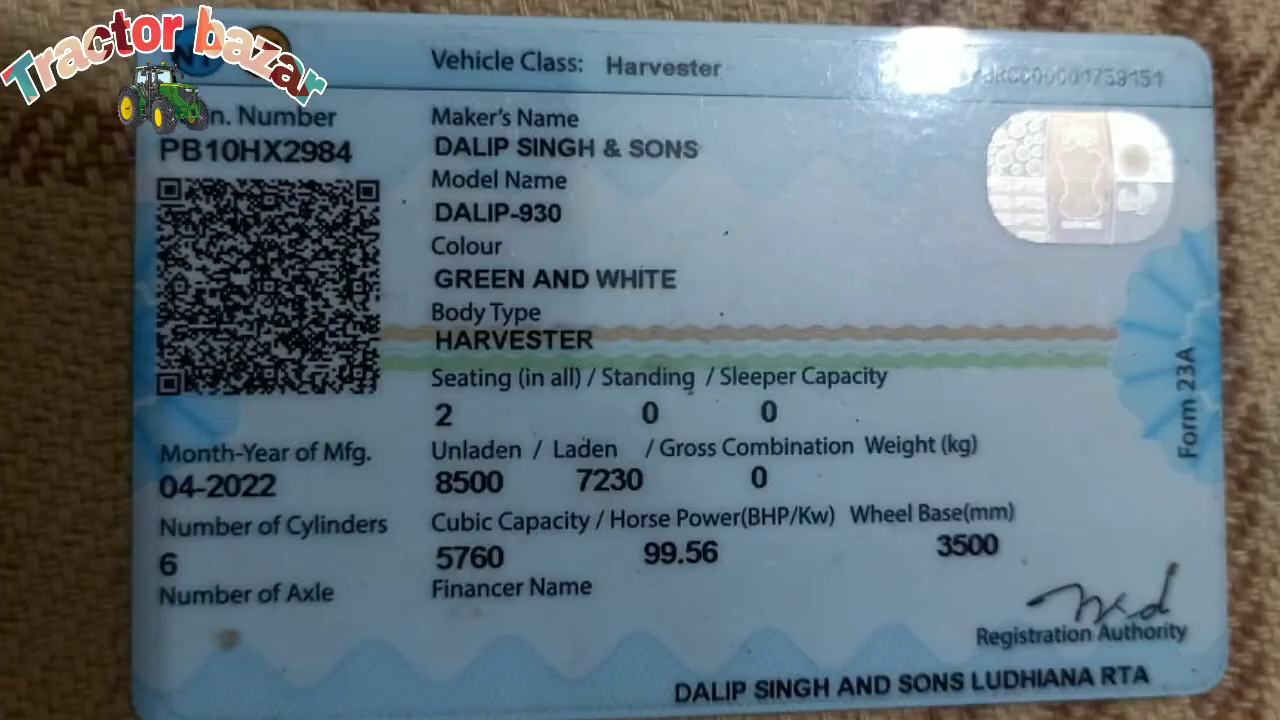 Tractor bazar
Vehicle Class: Harvester
n. Number
PB10HX2984
Maker's Name
DALIP SINGH & SONS
Model Name
DALIP-930
Colour
GREEN AND WHITE
Body Type
HARVESTER
Seating (in all) / Standing / Sleeper Capacity
2 0 0
Month-Year of Mfg.
04-2022
Unladen / Laden / Gross Combination Weight (kg)
8500 7230 0
Number of Cylinders
6
Cubic Capacity / Horse Power(BHP/Kw) Wheel Base(mm)
5760 99.56 3500
Number of Axle
Financer Name
Form 23A
Registration Authority
DALIP SINGH AND SONS LUDHIANA RTA